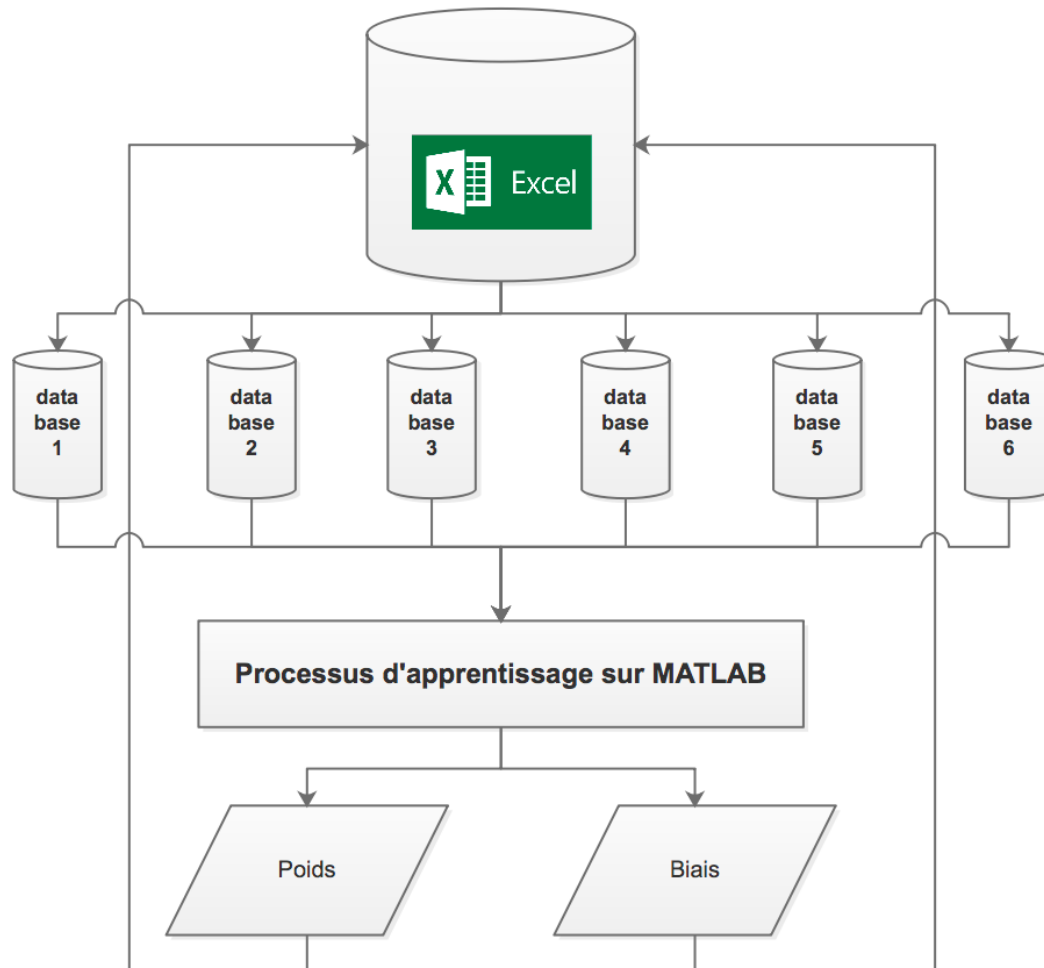 X Excel
data
base
1
data
base
2
data
base
3
data
base
4
data
base
5
data
base
6
Processus d'apprentissage sur MATLAB
Poids
Biais